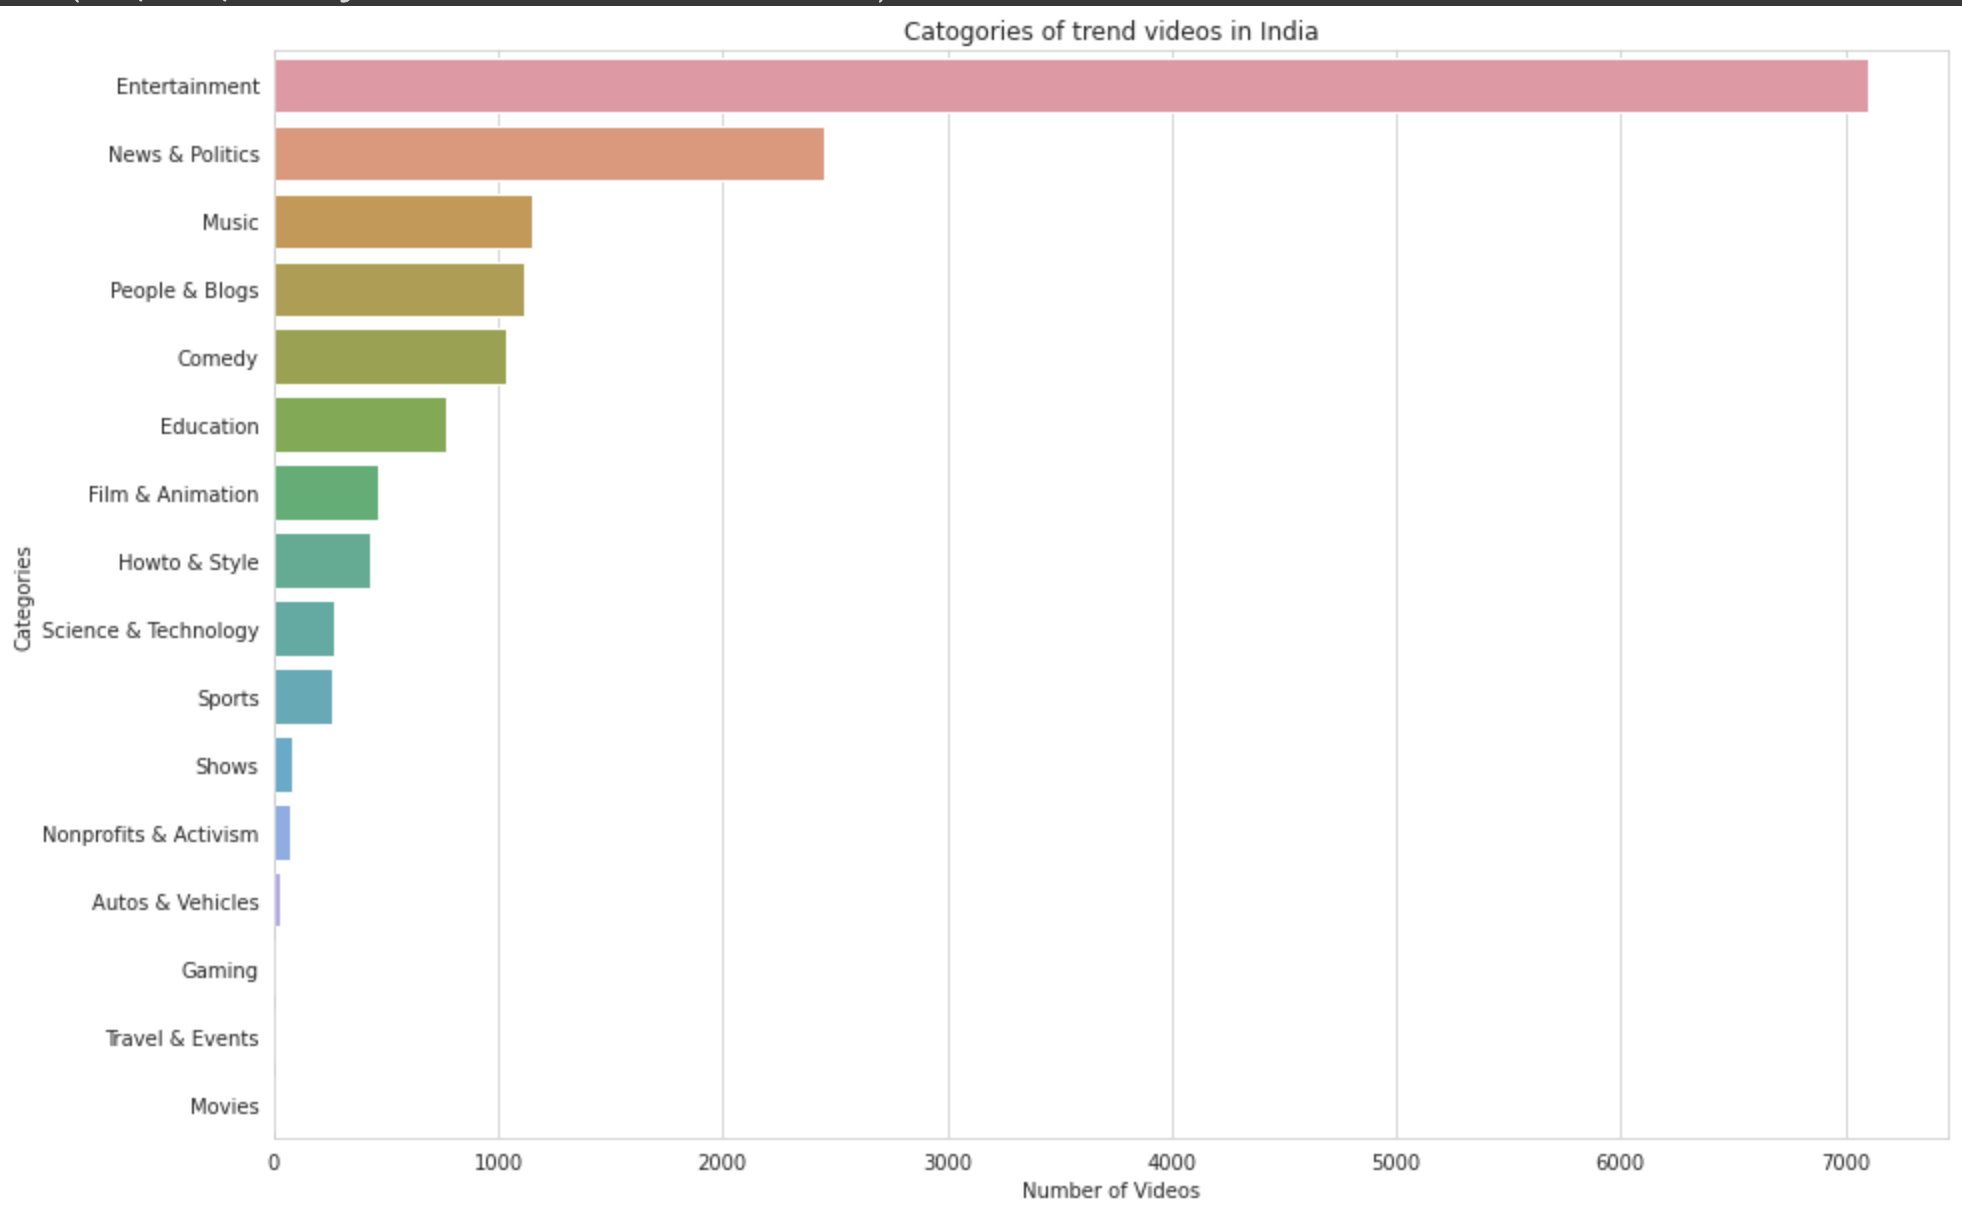 Catogories of trend videos in India
Entertainment
News & Politics
Music
People & Blogs
Comedy
Education
Film & Animation
Howto & Style
Science & Technology
Sports
Shows
Nonprofits & Activism
Autos & Vehicles
Gaming
Travel & Events
Movies
Categories
0 1000 2000 3000 4000 5000 6000 7000
Number of Videos